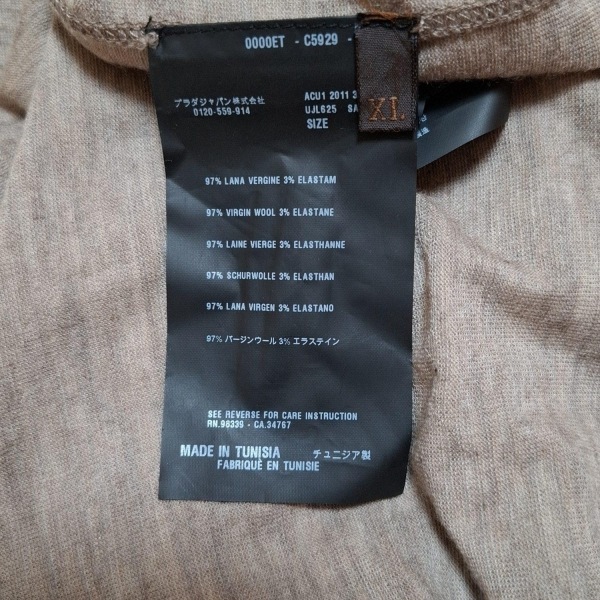 0000ET - C5929 -
プラダジャパン株式会社
0120-559-914
ACU1 2011 3
UJL625 SA
SIZE
XL
97% LANA VERGINE 3% ELASTAM
97% VIRGIN WOOL 3% ELASTANE
97% LAINE VIERGE 3% ELASTHANNE
97% SCHURWOLLE 3% ELASTHAN
97% LANA VIRGEN 3% ELASTANO
97% バージンウール 3% エラステイン
SEE REVERSE FOR CARE INSTRUCTION
RN.98339 - CA.34767
MADE IN TUNISIA チュニジア製
FABRIQUÉ EN TUNISIE